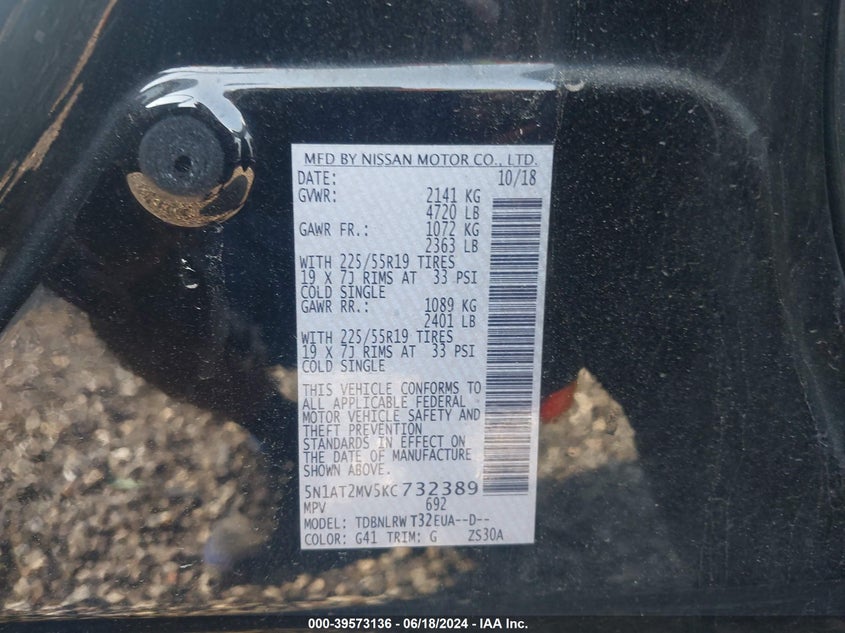 MFD BY NISSAN MOTOR CO., LTD.
DATE: 10/18
GVWR: 2141 KG
4720 LB
GAWR FR.: 1072 KG
2363 LB
WITH 225/55R19 TIRES
19 X 7J RIMS AT 33 PSI
COLD SINGLE
GAWR RR.: 1089 KG
2401 LB
WITH 225/55R19 TIRES
19 X 7J RIMS AT 33 PSI
COLD SINGLE
THIS VEHICLE CONFORMS TO
ALL APPLICABLE FEDERAL
MOTOR VEHICLE SAFETY AND
THEFT PREVENTION
STANDARDS IN EFFECT ON
THE DATE OF MANUFACTURE
SHOWN ABOVE.
5N1AT2MV5KC732389
MPV 692
MODEL: TDBNLRW T32EUA--D--
COLOR: G41 TRIM: G ZS30A
000-39573136 - 06/18/2024 - IAA Inc.